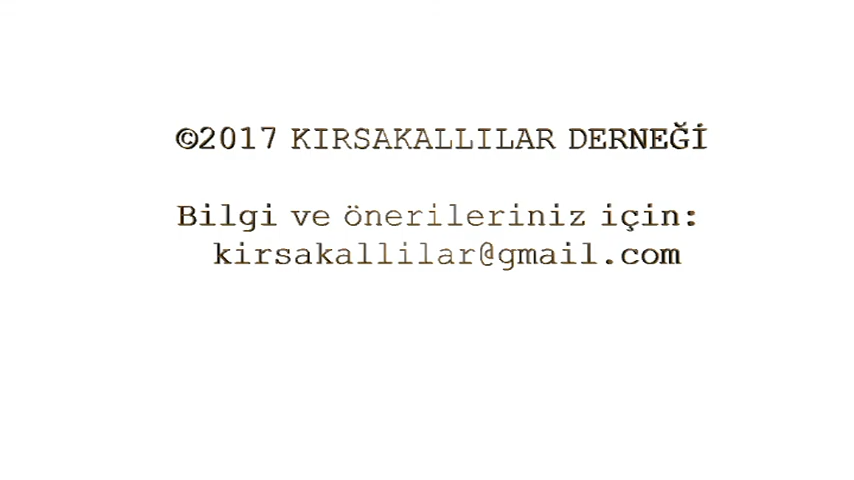 ©2017 KIRSAKALLILAR DERNEĞİ
Bilgi ve önerileriniz için:
kirsakallilar@gmail.com